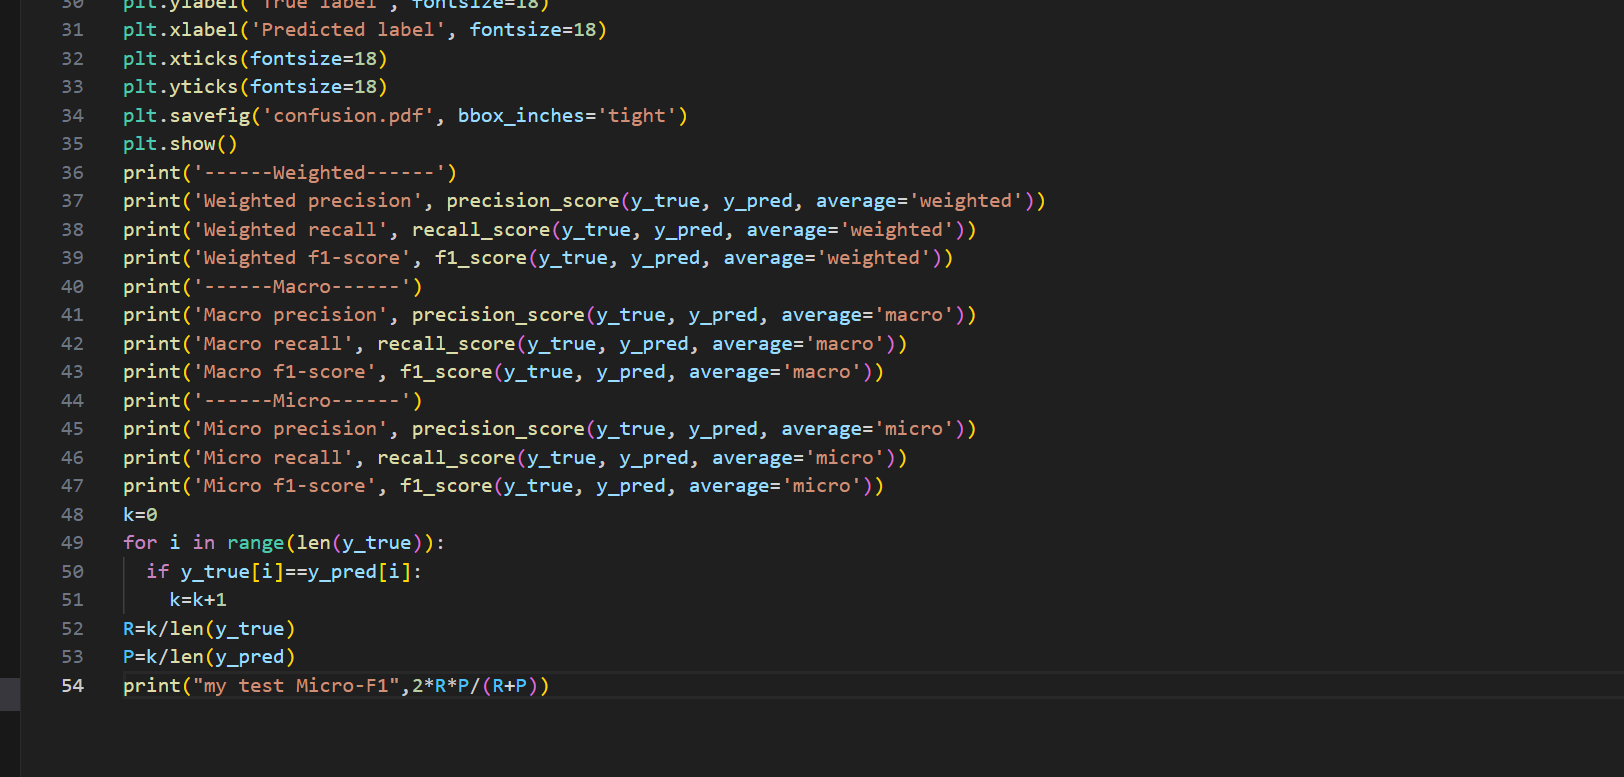 30 plt.ylabel('True label', fontsize=18)
31 plt.xlabel('Predicted label', fontsize=18)
32 plt.xticks(fontsize=18)
33 plt.yticks(fontsize=18)
34 plt.savefig('confusion.pdf', bbox_inches='tight')
35 plt.show()
36 print('------Weighted------')
37 print('Weighted precision', precision_score(y_true, y_pred, average='weighted'))
38 print('Weighted recall', recall_score(y_true, y_pred, average='weighted'))
39 print('Weighted f1-score', f1_score(y_true, y_pred, average='weighted'))
40 print('------Macro------')
41 print('Macro precision', precision_score(y_true, y_pred, average='macro'))
42 print('Macro recall', recall_score(y_true, y_pred, average='macro'))
43 print('Macro f1-score', f1_score(y_true, y_pred, average='macro'))
44 print('------Micro------')
45 print('Micro precision', precision_score(y_true, y_pred, average='micro'))
46 print('Micro recall', recall_score(y_true, y_pred, average='micro'))
47 print('Micro f1-score', f1_score(y_true, y_pred, average='micro'))
48 k=0
49 for i in range(len(y_true)):
50   if y_true[i]==y_pred[i]:
51     k=k+1
52 R=k/len(y_true)
53 P=k/len(y_pred)
54 print("my test Micro-F1",2*R*P/(R+P))